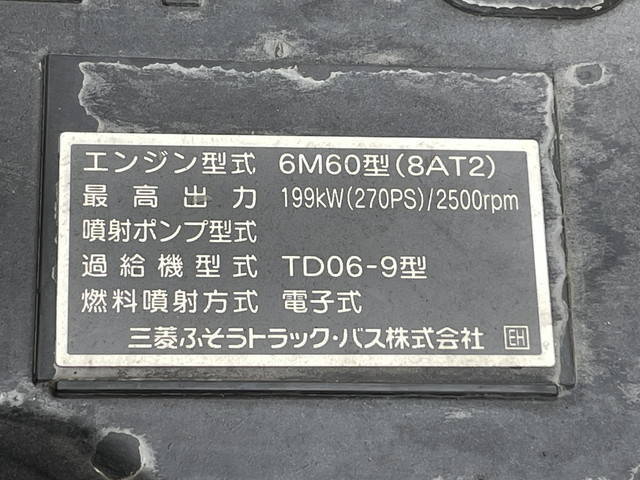 エンジン型式 6M60型(8AT2)
最高出力 199kW(270PS)/2500rpm
噴射ポンプ型式
過給機型式 TD06-9型
燃料噴射方式 電子式
三菱ふそうトラック・バス株式会社 EH